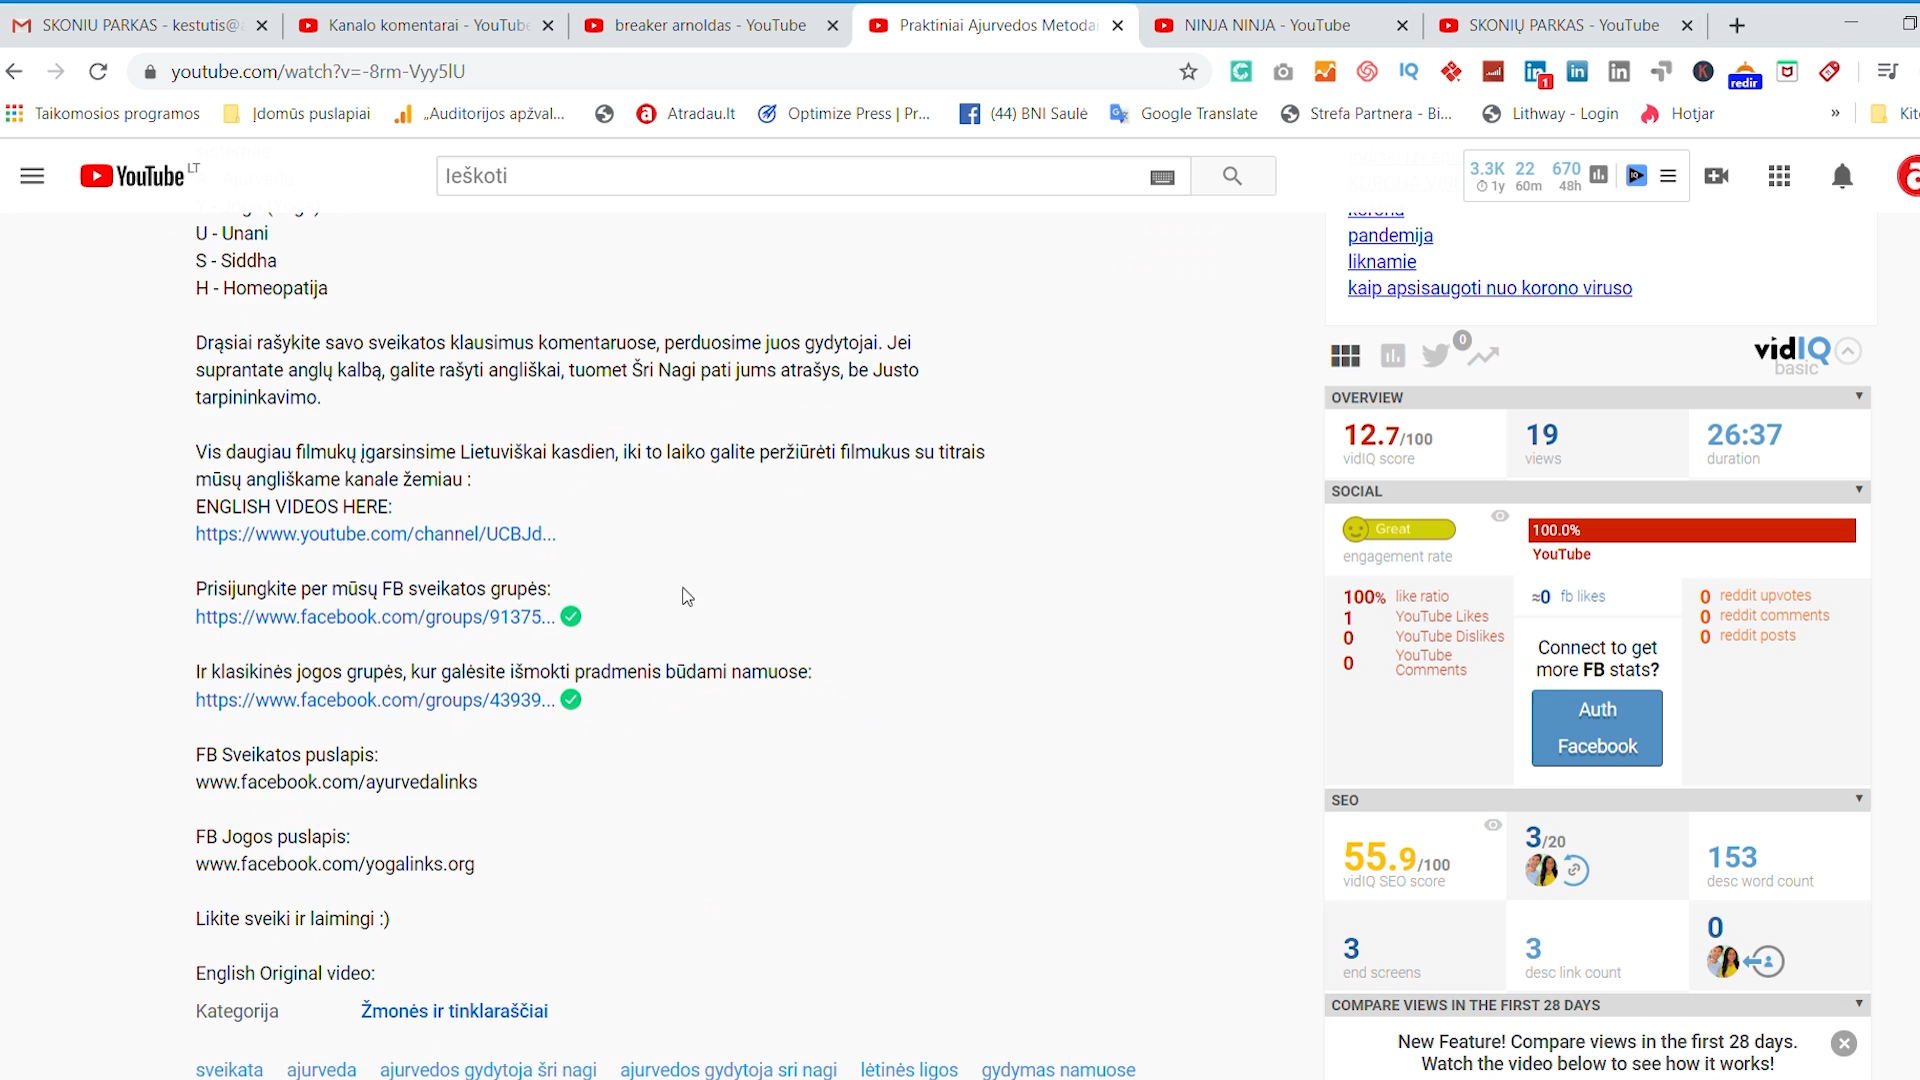 SKONIU PARKAS - kestutis@a
Kanalo komentarai - YouTube
breaker arnoldas - YouTube
Praktiniai Ajurvedos Metodai
NINJA NINJA - YouTube
SKONIŲ PARKAS - YouTube
youtube.com/watch?v=-8rm-Vyy5lU
IQ
1
redir
Taikomosios programos
Įdomūs puslapiai
„Auditorijos apžval...
Atradau.lt
Optimize Press | Pr...
(44) BNI Saulė
Google Translate
Strefa Partnera - Bi...
Lithway - Login
Hotjar
»
Kit
YouTube LT
Ieškoti
3.3K 22 670
1y 60m 48h
U - Unani
S - Siddha
H - Homeopatija
Drąsiai rašykite savo sveikatos klausimus komentaruose, perduosime juos gydytojai. Jei
suprantate anglų kalbą, galite rašyti angliškai, tuomet Šri Nagi pati jums atrašys, be Justo
tarpininkavimo.
Vis daugiau filmukų įgarsinsime Lietuviškai kasdien, iki to laiko galite peržiūrėti filmukus su titrais
mūsų angliškame kanale žemiau :
ENGLISH VIDEOS HERE:
https://www.youtube.com/channel/UCBJd...
Prisijungkite per mūsų FB sveikatos grupės:
https://www.facebook.com/groups/91375...
Ir klasikinės jogos grupės, kur galėsite išmokti pradmenis būdami namuose:
https://www.facebook.com/groups/43939...
FB Sveikatos puslapis:
www.facebook.com/ayurvedalinks
FB Jogos puslapis:
www.facebook.com/yogalinks.org
Likite sveiki ir laimingi :)
English Original video:
Kategorija Žmonės ir tinklaraščiai
sveikata ajurveda ajurvedos gydytoja šri nagi ajurvedos gydytoja sri nagi lėtinės ligos gydymas namuose
korona
pandemija
liknamie
kaip apsisaugoti nuo korono viruso
0
vidIQ
basic
OVERVIEW
12.7/100 19 26:37
vidIQ score views duration
SOCIAL
Great
engagement rate
100.0%
YouTube
100% like ratio
1 YouTube Likes
0 YouTube Dislikes
0 YouTube Comments
≈0 fb likes
Connect to get
more FB stats?
Auth
Facebook
0 reddit upvotes
0 reddit comments
0 reddit posts
SEO
55.9/100
vidIQ SEO score
3/20
153
desc word count
3
end screens
3
desc link count
0
COMPARE VIEWS IN THE FIRST 28 DAYS
New Feature! Compare views in the first 28 days.
Watch the video below to see how it works!